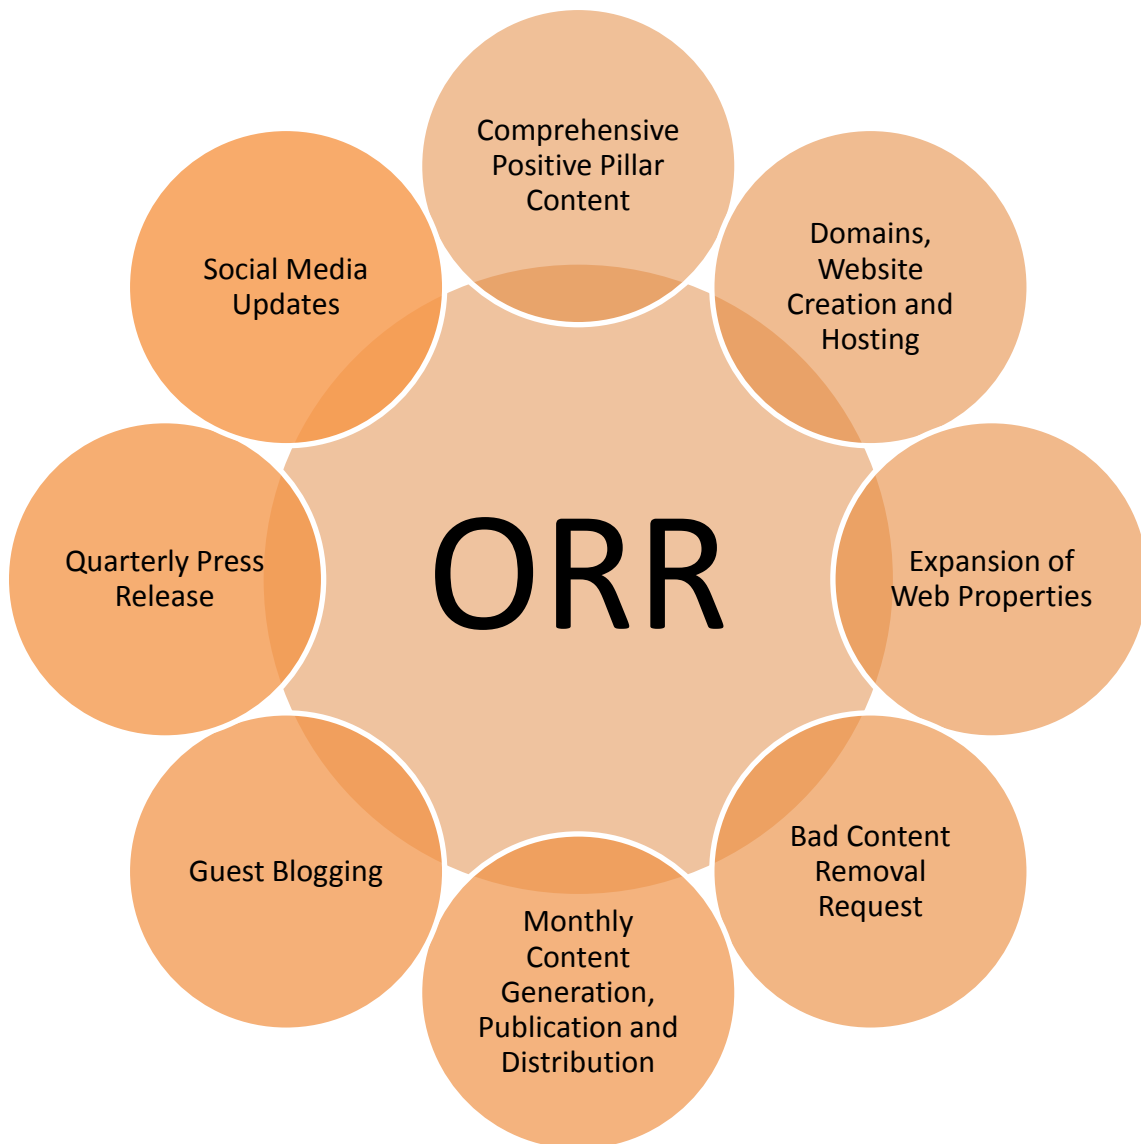 Comprehensive
Positive Pillar
Content
Domains,
Website
Creation and
Hosting
Expansion of
Web Properties
Bad Content
Removal
Request
Monthly
Content
Generation,
Publication and
Distribution
Guest Blogging
Quarterly Press
Release
Social Media
Updates
ORR